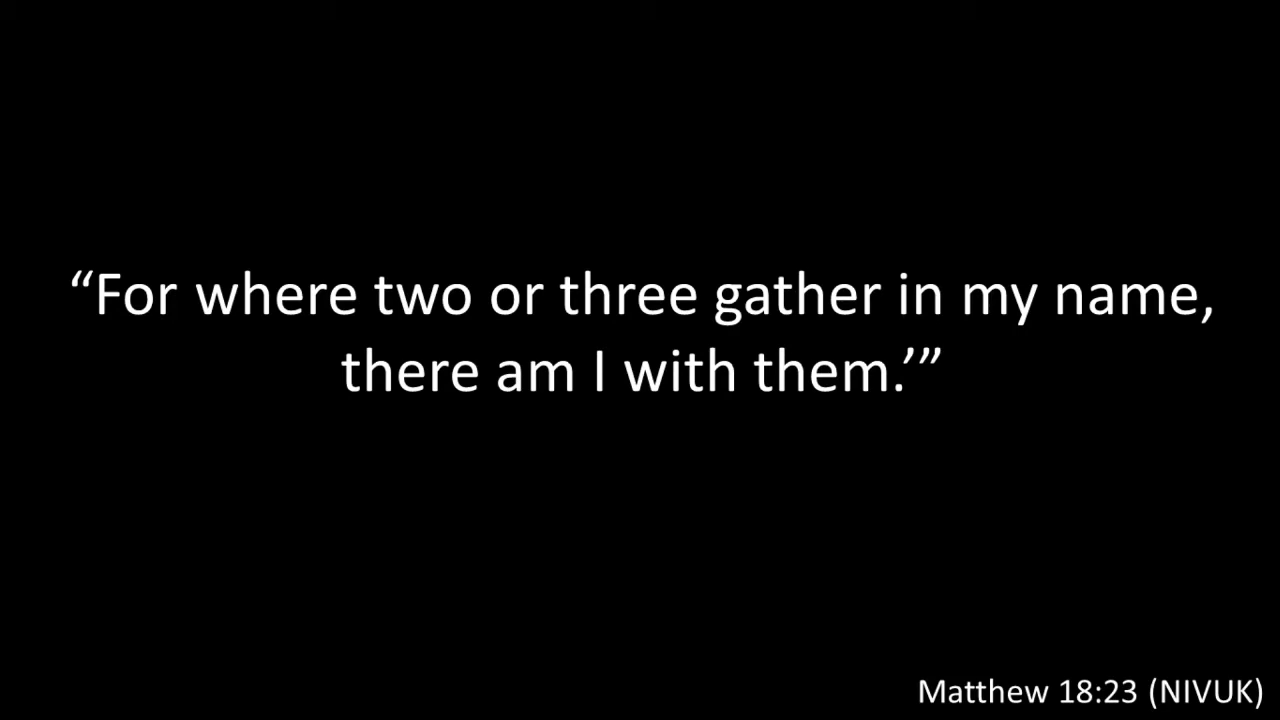 “For where two or three gather in my name,
there am I with them.’”
Matthew 18:23 (NIVUK)